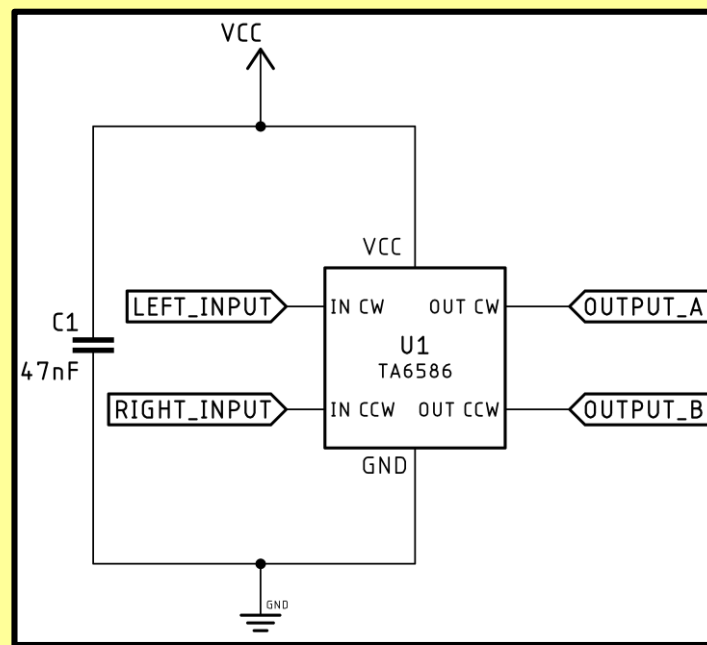 VCC
VCC
LEFT_INPUT
IN CW
OUT CW
OUTPUT_A
C1
47nF
U1
TA6586
RIGHT_INPUT
IN CCW
OUT CCW
OUTPUT_B
GND
GND